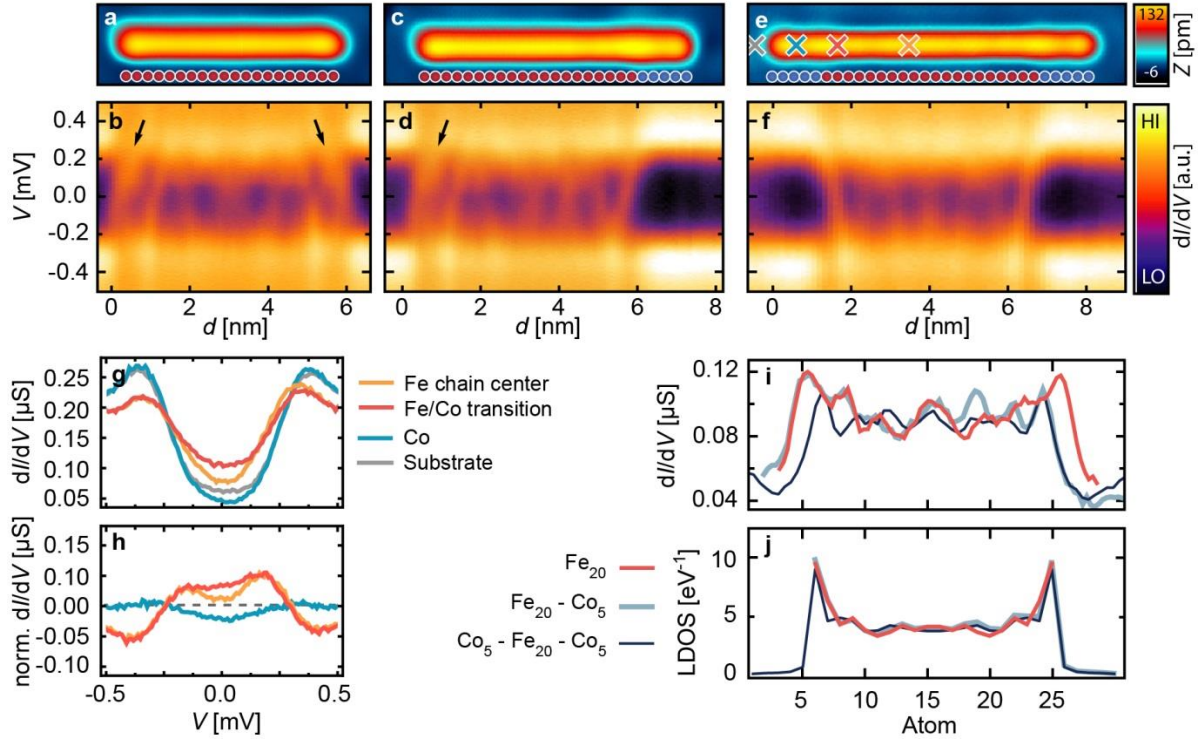 a
c
e
132
-6
Z [pm]
b
d
f
0.4
0.2
0.0
-0.2
-0.4
V [mV]
HI
LO
dI/dV [a.u.]
0 2 4 6
0 2 4 6 8
0 2 4 6 8
d [nm]
d [nm]
d [nm]
g
0.25
0.20
0.15
0.10
0.05
dI/dV [µS]
Fe chain center
Fe/Co transition
Co
Substrate
h
0.15
0.10
0.05
0.00
-0.05
-0.10
norm. dI/dV [µS]
-0.5 0.0 0.5
V [mV]
i
0.12
0.08
0.04
dI/dV [µS]
Fe₂₀
Fe₂₀ - Co₅
Co₅ - Fe₂₀ - Co₅
j
10
5
0
LDOS [eV⁻¹]
5 10 15 20 25
Atom